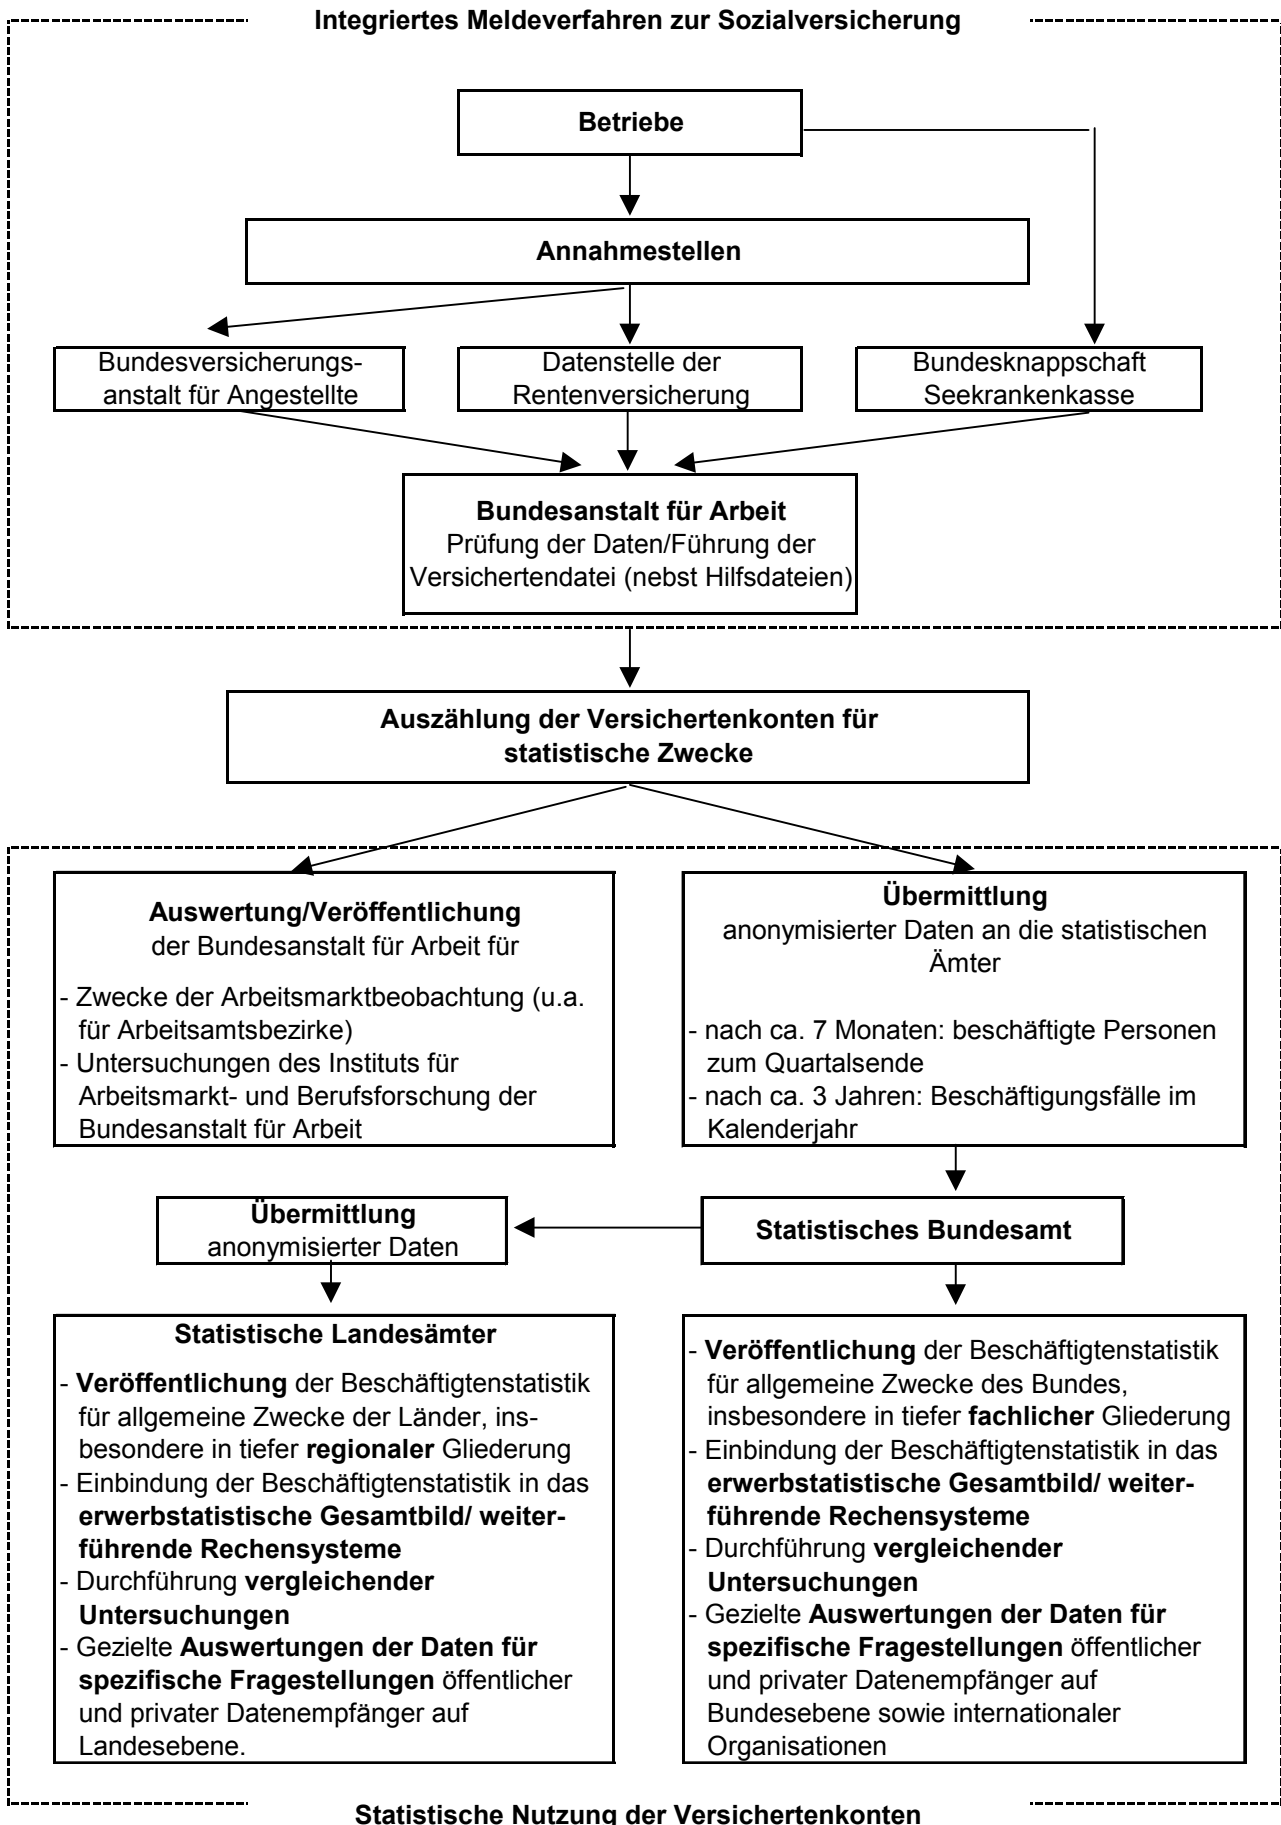 Integriertes Meldeverfahren zur Sozialversicherung
Betriebe
Annahmestellen
Bundesversicherungs-
anstalt für Angestellte
Datenstelle der
Rentenversicherung
Bundesknappschaft
Seekrankenkasse
Bundesanstalt für Arbeit
Prüfung der Daten/Führung der
Versichertendatei (nebst Hilfsdateien)
Auszählung der Versichertenkonten für
statistische Zwecke
Auswertung/Veröffentlichung
der Bundesanstalt für Arbeit für
- Zwecke der Arbeitsmarktbeobachtung (u.a.
für Arbeitsamtsbezirke)
- Untersuchungen des Instituts für
Arbeitsmarkt- und Berufsforschung der
Bundesanstalt für Arbeit
Übermittlung
anonymisierter Daten an die statistischen
Ämter
- nach ca. 7 Monaten: beschäftigte Personen
zum Quartalsende
- nach ca. 3 Jahren: Beschäftigungsfälle im
Kalenderjahr
Übermittlung
anonymisierter Daten
Statistisches Bundesamt
Statistische Landesämter
- Veröffentlichung der Beschäftigtenstatistik
für allgemeine Zwecke der Länder, ins-
besondere in tiefer regionaler Gliederung
- Einbindung der Beschäftigtenstatistik in das
erwerbstatistische Gesamtbild/ weiter-
führende Rechensysteme
- Durchführung vergleichender
Untersuchungen
- Gezielte Auswertungen der Daten für
spezifische Fragestellungen öffentlicher
und privater Datenempfänger auf
Landesebene.
- Veröffentlichung der Beschäftigtenstatistik
für allgemeine Zwecke des Bundes,
insbesondere in tiefer fachlicher Gliederung
- Einbindung der Beschäftigtenstatistik in das
erwerbstatistische Gesamtbild/ weiter-
führende Rechensysteme
- Durchführung vergleichender
Untersuchungen
- Gezielte Auswertungen der Daten für
spezifische Fragestellungen öffentlicher
und privater Datenempfänger auf
Bundesebene sowie internationaler
Organisationen
Statistische Nutzung der Versichertenkonten